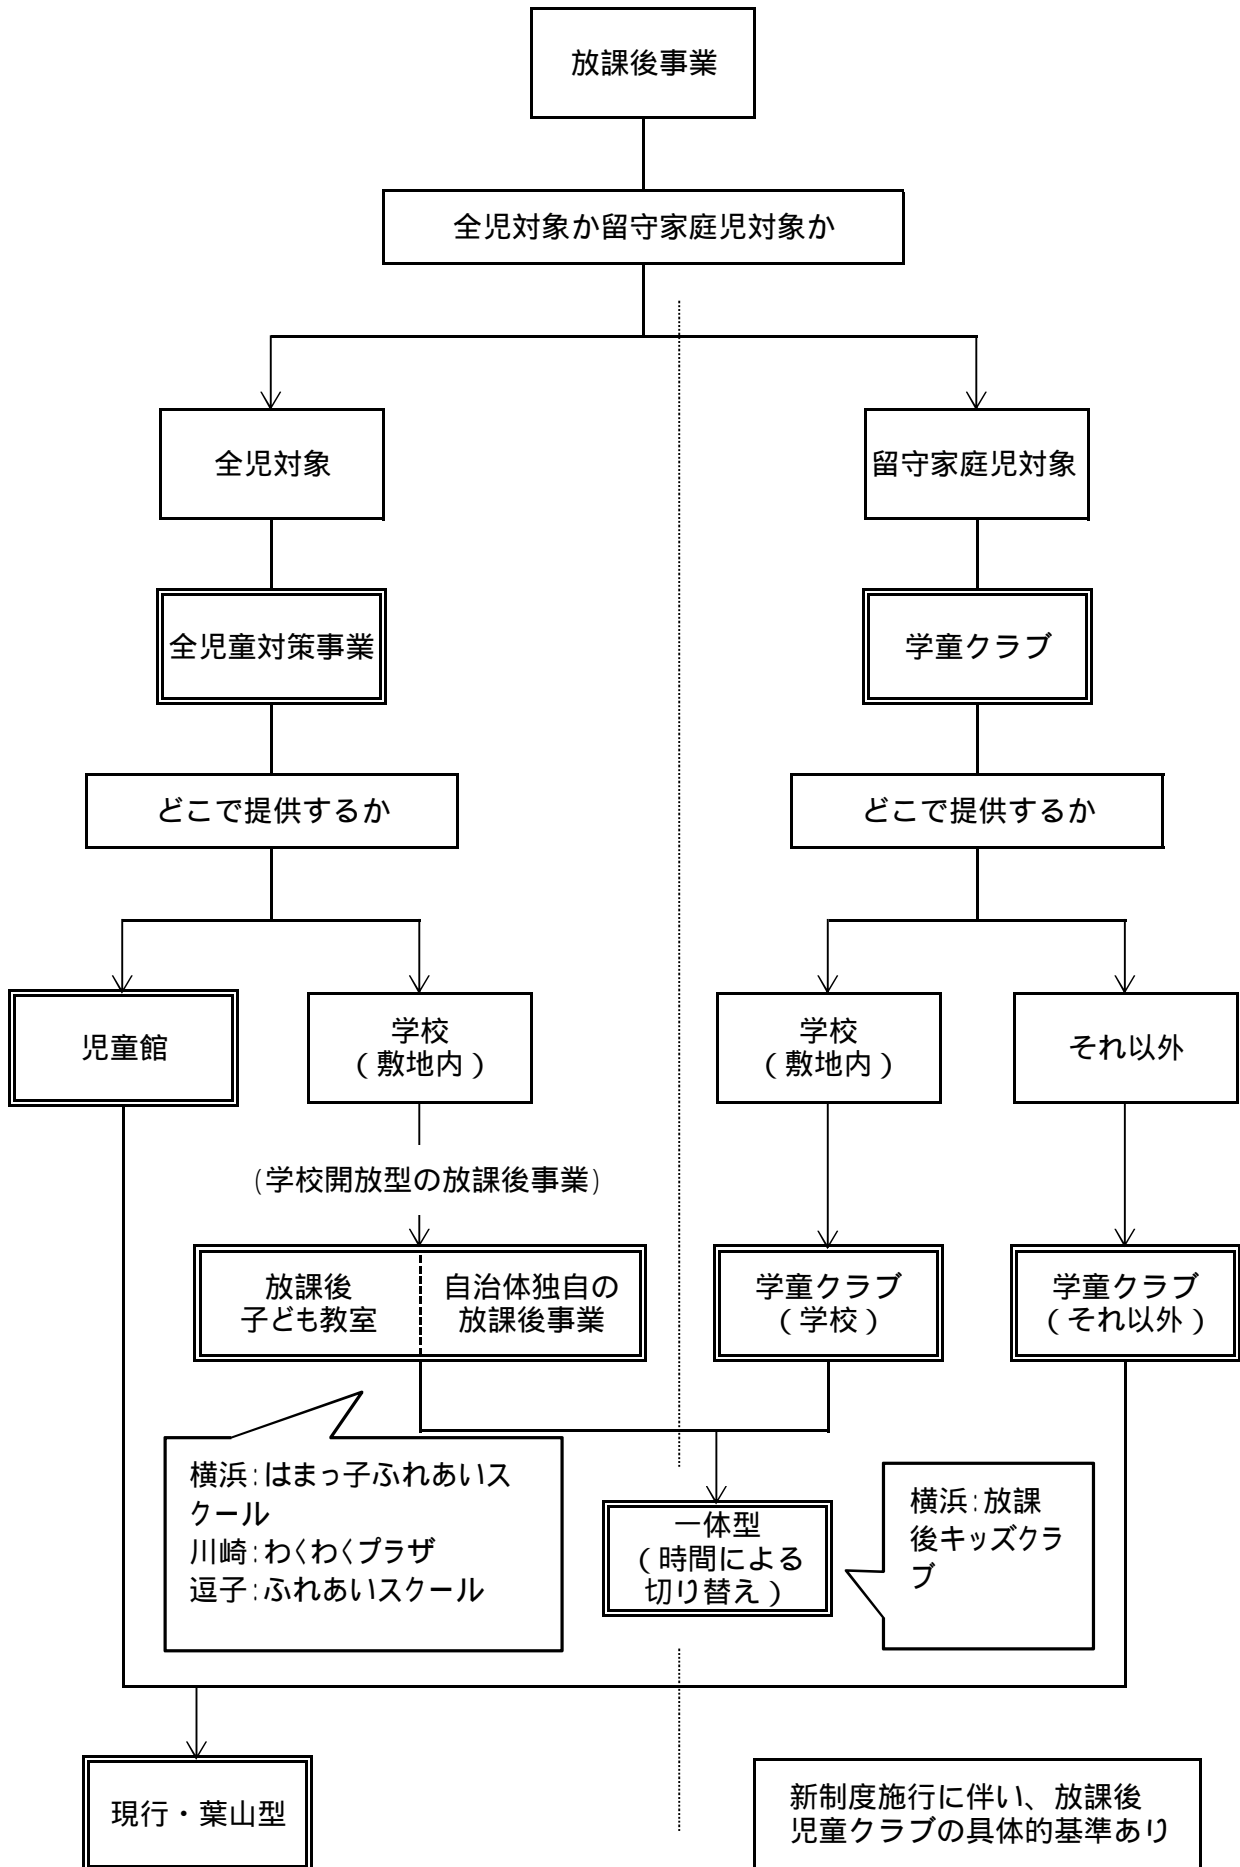 放課後事業
全児対象か留守家庭児対象か
全児対象
留守家庭児対象
全児童対策事業
学童クラブ
どこで提供するか
どこで提供するか
児童館
学校
（敷地内）
学校
（敷地内）
それ以外
(学校開放型の放課後事業)
放課後
子ども教室
自治体独自の
放課後事業
学童クラブ
（学校）
学童クラブ
（それ以外）
横浜:はまっ子ふれあいス
クール
川崎:わくわくプラザ
逗子:ふれあいスクール
一体型
（時間による
切り替え）
横浜:放課
後キッズクラ
ブ
現行・葉山型
新制度施行に伴い、放課後
児童クラブの具体的基準あり